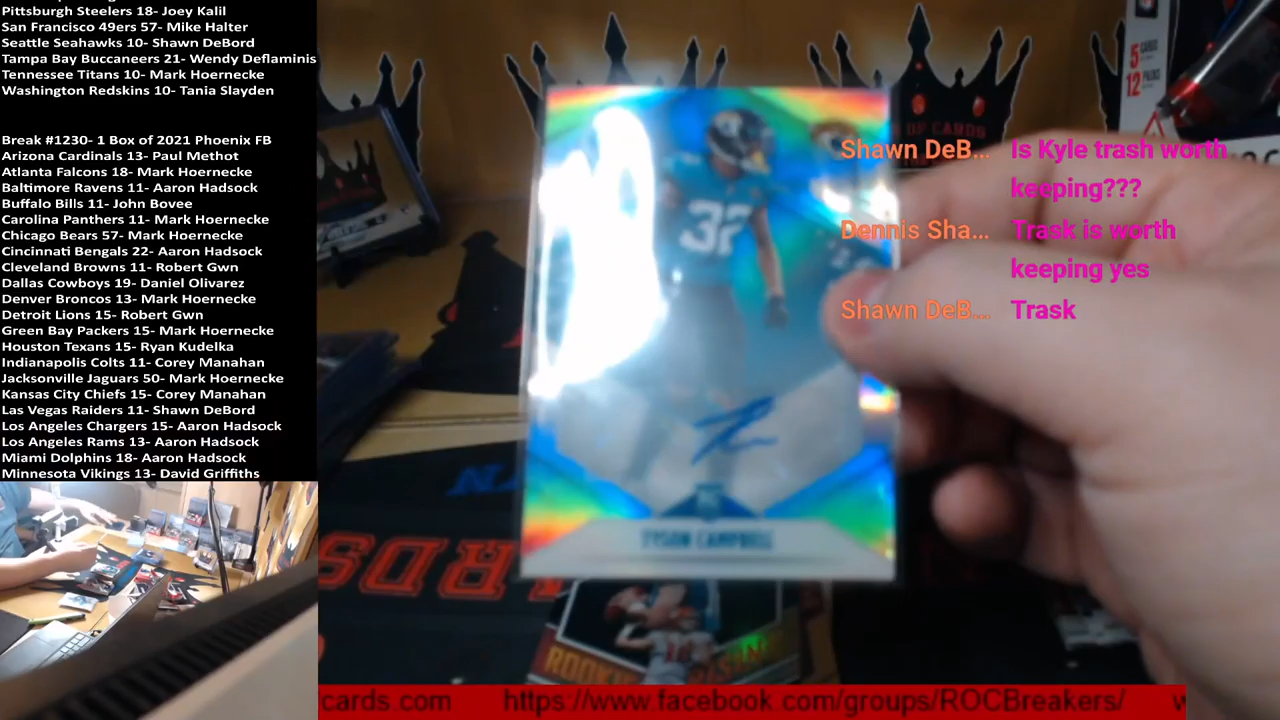 Pittsburgh Steelers 18- Joey Kalil
San Francisco 49ers 57- Mike Halter
Seattle Seahawks 10- Shawn DeBord
Tampa Bay Buccaneers 21- Wendy Deflaminis
Tennessee Titans 10- Mark Hoernecke
Washington Redskins 10- Tania Slayden
Break #1230- 1 Box of 2021 Phoenix FB
Arizona Cardinals 13- Paul Methot
Atlanta Falcons 18- Mark Hoernecke
Baltimore Ravens 11- Aaron Hadsock
Buffalo Bills 11- John Bovee
Carolina Panthers 11- Mark Hoernecke
Chicago Bears 57- Mark Hoernecke
Cincinnati Bengals 22- Aaron Hadsock
Cleveland Browns 11- Robert Gwn
Dallas Cowboys 19- Daniel Olivarez
Denver Broncos 13- Mark Hoernecke
Detroit Lions 15- Robert Gwn
Green Bay Packers 15- Mark Hoernecke
Houston Texans 15- Ryan Kudelka
Indianapolis Colts 11- Corey Manahan
Jacksonville Jaguars 50- Mark Hoernecke
Kansas City Chiefs 15- Corey Manahan
Las Vegas Raiders 11- Shawn DeBord
Los Angeles Chargers 15- Aaron Hadsock
Los Angeles Rams 13- Aaron Hadsock
Miami Dolphins 18- Aaron Hadsock
Minnesota Vikings 13- David Griffiths
5 CARDS
12 PACKS
Shawn DeB... Is Kyle trash worth
keeping???
Dennis Sha... Trask is worth
keeping yes
Shawn DeB... Trask
32
TYSON CAMPBELL
ROOKIE
cards.com https://www.facebook.com/groups/ROCBreakers/ w